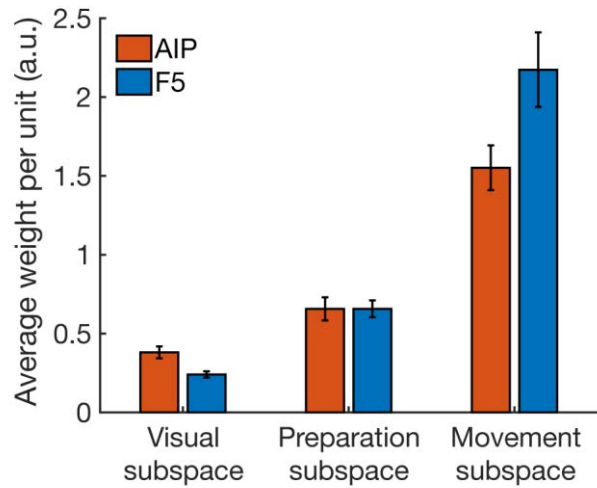 Average weight per unit (a.u.)
2.5
2
1.5
1
0.5
0
AIP
F5
Visual subspace
Preparation subspace
Movement subspace